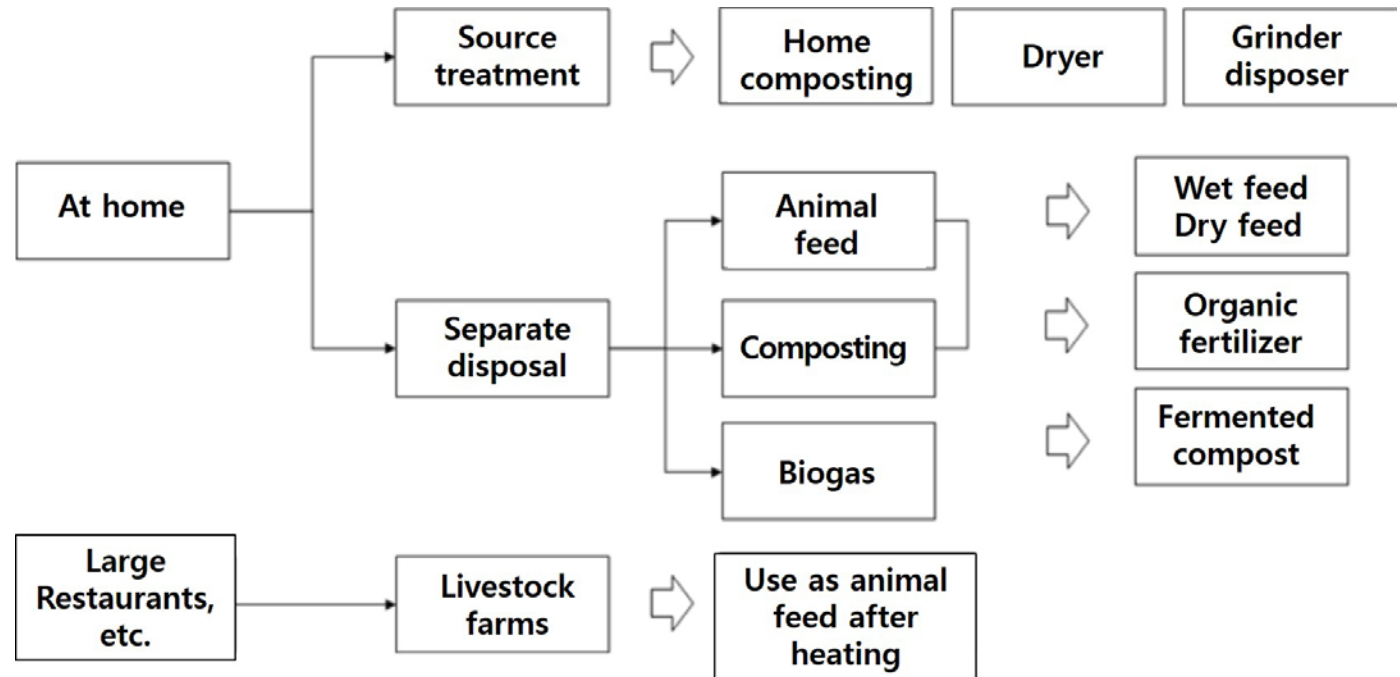 Source
treatment
Home
composting
Dryer
Grinder
disposer
At home
Animal
feed
Wet feed
Dry feed
Separate
disposal
Composting
Organic
fertilizer
Biogas
Fermented
compost
Large
Restaurants,
etc.
Livestock
farms
Use as animal
feed after
heating